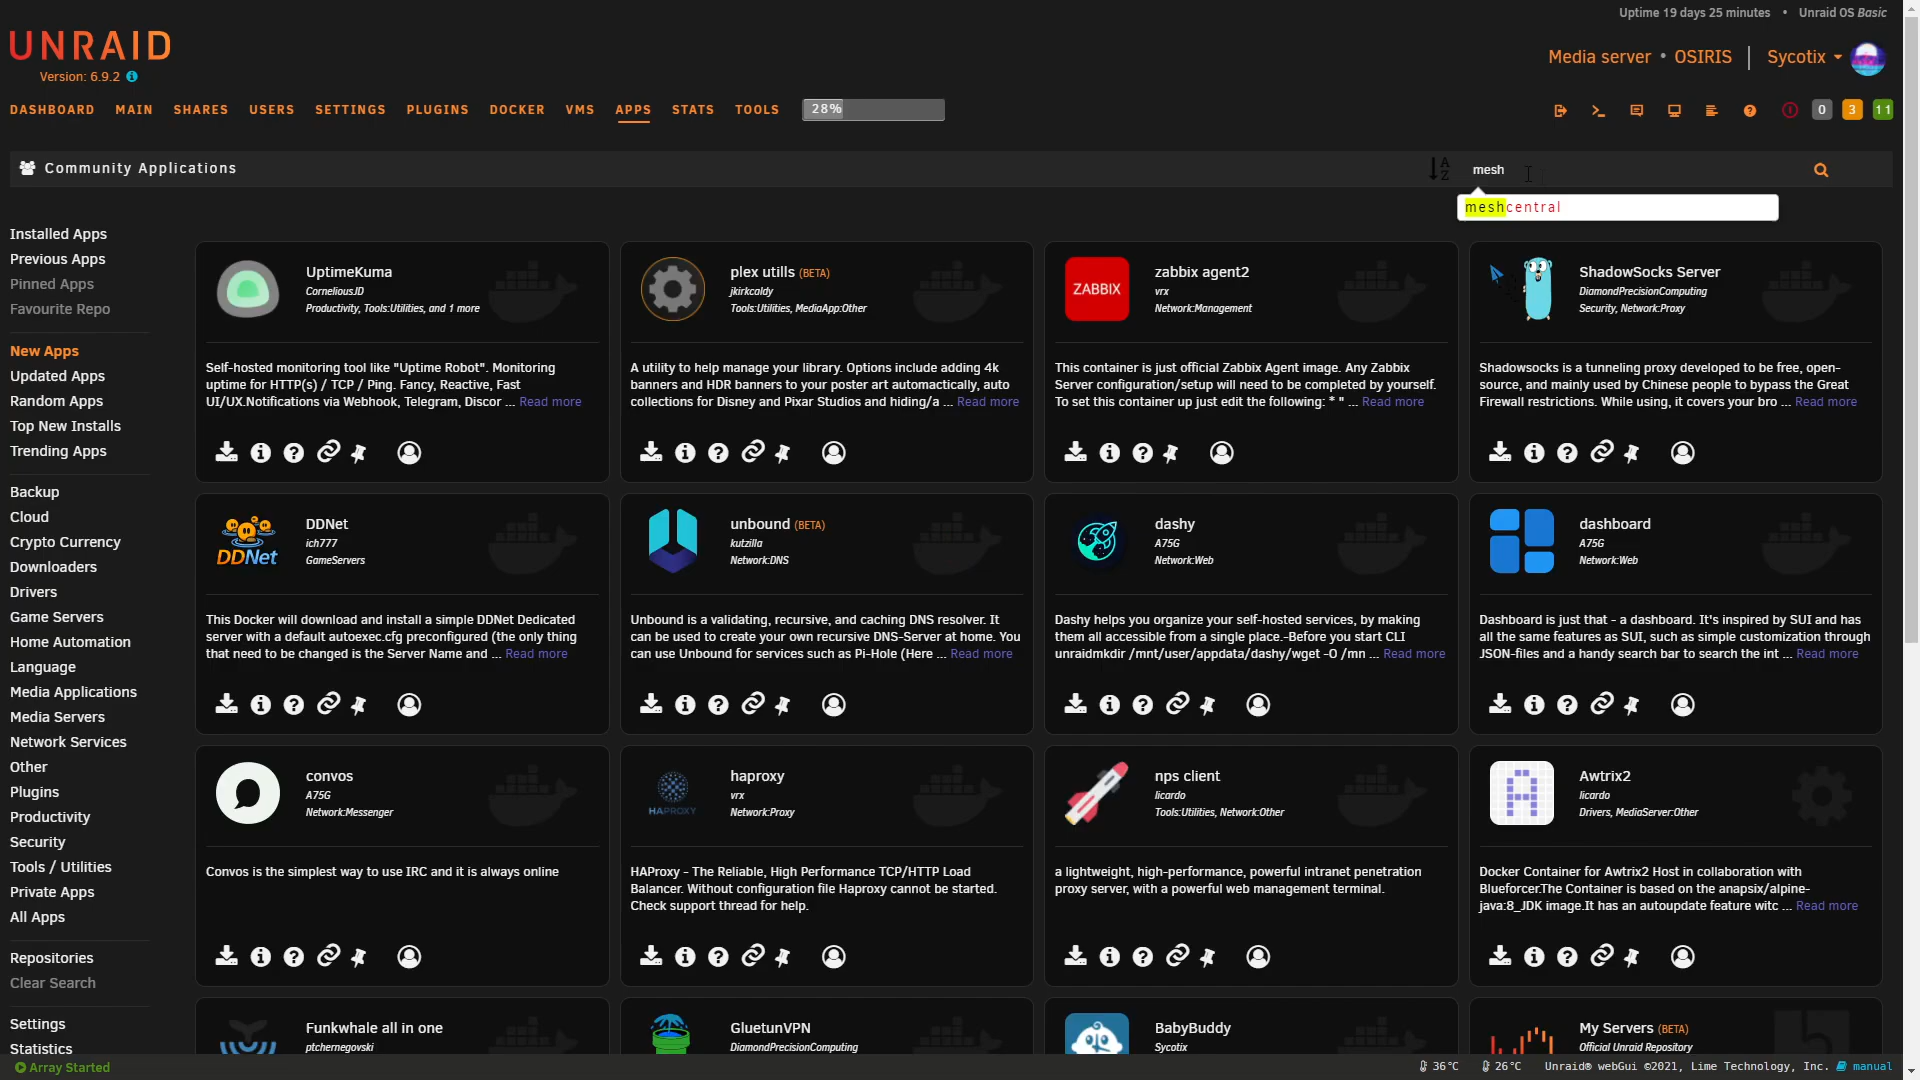 Uptime 19 days 25 minutes • Unraid OS Basic
UNRAID
Version: 6.9.2
Media server • OSIRIS | Sycotix
DASHBOARD MAIN SHARES USERS SETTINGS PLUGINS DOCKER VMS APPS STATS TOOLS 28%
0 3 11
Community Applications
A Z
mesh
meshcentral
Installed Apps
Previous Apps
Pinned Apps
Favourite Repo
New Apps
Updated Apps
Random Apps
Top New Installs
Trending Apps
Backup
Cloud
Crypto Currency
Downloaders
Drivers
Game Servers
Home Automation
Language
Media Applications
Media Servers
Network Services
Other
Plugins
Productivity
Security
Tools / Utilities
Private Apps
All Apps
Repositories
Clear Search
Settings
Statistics
UptimeKuma
CorneliousJD
Productivity, Tools:Utilities, and 1 more
Self-hosted monitoring tool like "Uptime Robot". Monitoring
uptime for HTTP(s) / TCP / Ping. Fancy, Reactive, Fast
UI/UX.Notifications via Webhook, Telegram, Discor ... Read more
plex utills (BETA)
jkirkcaldy
Tools:Utilities, MediaApp:Other
A utility to help manage your library. Options include adding 4k
banners and HDR banners to your poster art automactically, auto
collections for Disney and Pixar Studios and hiding/a ... Read more
ZABBIX
zabbix agent2
vrx
Network:Management
This container is just official Zabbix Agent image. Any Zabbix
Server configuration/setup will need to be completed by yourself.
To set this container up just edit the following: * " ... Read more
ShadowSocks Server
DiamondPrecisionComputing
Security, Network:Proxy
Shadowsocks is a tunneling proxy developed to be free, open-
source, and mainly used by Chinese people to bypass the Great
Firewall restrictions. While using, it covers your bro ... Read more
DDNet
DDNet
ich777
GameServers
This Docker will download and install a simple DDNet Dedicated
server with a default autoexec.cfg preconfigured (the only thing
that need to be changed is the Server Name and ... Read more
unbound (BETA)
kutzilla
Network:DNS
Unbound is a validating, recursive, and caching DNS resolver. It
can be used to create your own recursive DNS-Server at home. You
can use Unbound for services such as Pi-Hole (Here ... Read more
dashy
A75G
Network:Web
Dashy helps you organize your self-hosted services, by making
them all accessible from a single place.-Before you start CLI
unraidmkdir /mnt/user/appdata/dashy/wget -O /mn ... Read more
dashboard
A75G
Network:Web
Dashboard is just that - a dashboard. It's inspired by SUI and has
all the same features as SUI, such as simple customization through
JSON-files and a handy search bar to search the int ... Read more
convos
A75G
Network:Messenger
Convos is the simplest way to use IRC and it is always online
HAPROXY
haproxy
vrx
Network:Proxy
HAProxy - The Reliable, High Performance TCP/HTTP Load
Balancer. Without configuration file Haproxy cannot be started.
Check support thread for help.
nps client
licardo
Tools:Utilities, Network:Other
a lightweight, high-performance, powerful intranet penetration
proxy server, with a powerful web management terminal.
A
Awtrix2
licardo
Drivers, MediaServer:Other
Docker Container for Awtrix2 Host in collaboration with
Blueforcer.The Container is based on the anapsix/alpine-
java:8_JDK image.It has an autoupdate feature witc ... Read more
Funkwhale all in one
ptchernegovski
GluetunVPN
DiamondPrecisionComputing
BabyBuddy
Sycotix
My Servers (BETA)
Official Unraid Repository
Array Started
36°C 26°C Unraid® webGui ©2021, Lime Technology, Inc. manual